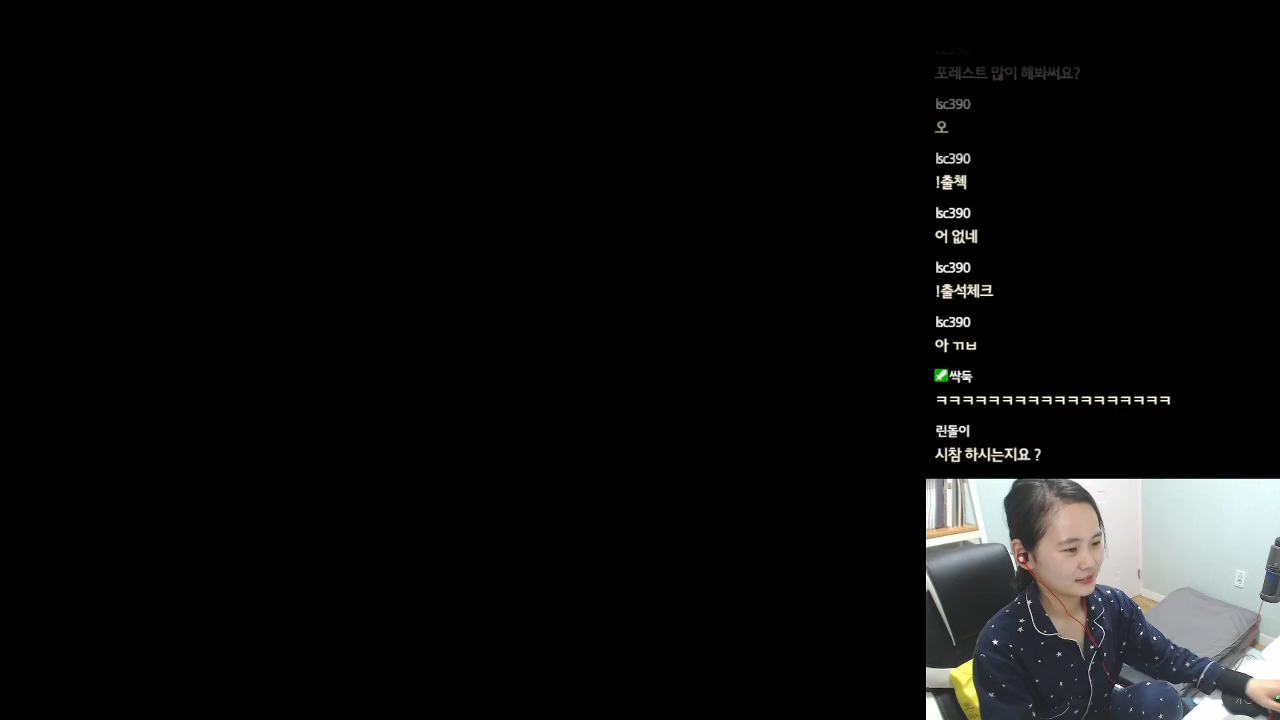 포레스트 많이 해봐써요?
lsc390
오
lsc390
!출첵
lsc390
어 없네
lsc390
!출석체크
lsc390
아 ㄲㅂ
싹둑
ㅋㅋㅋㅋㅋㅋㅋㅋㅋㅋㅋㅋㅋㅋㅋㅋㅋㅋ
린돌이
시참 하시는지요 ?